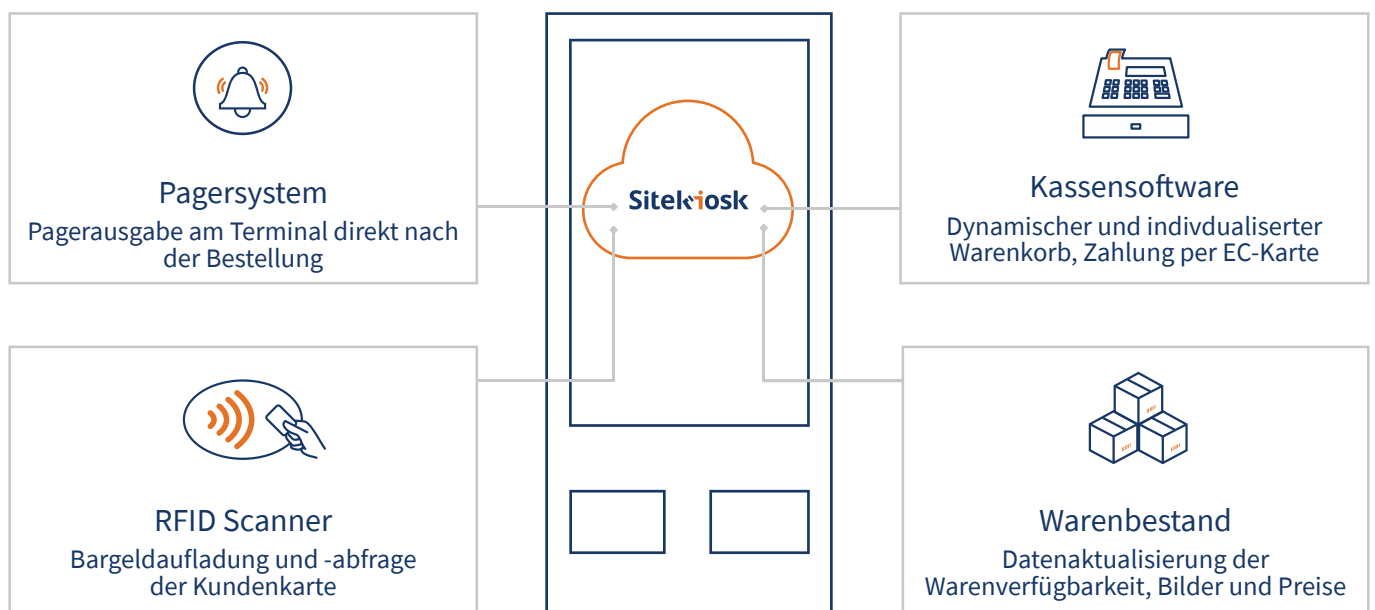 Pagersystem
Pagerausgabe am Terminal direkt nach
der Bestellung
Sitekiosk
Kassensoftware
Dynamischer und indivdualiserter
Warenkorb, Zahlung per EC-Karte
RFID Scanner
Bargeldaufladung und -abfrage
der Kundenkarte
Warenbestand
Datenaktualisierung der
Warenverfügbarkeit, Bilder und Preise